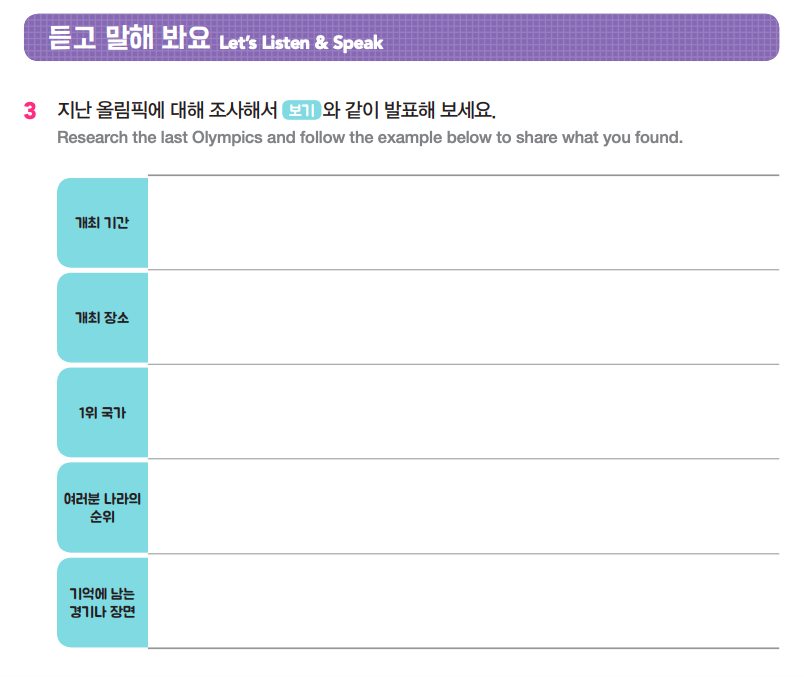 듣고 말해 봐요 Let's Listen & Speak
3 지난 올림픽에 대해 조사해서 보기 와 같이 발표해 보세요.
Research the last Olympics and follow the example below to share what you found.
개최 기간
개최 장소
1위 국가
여러분 나라의
순위
기억에 남는
경기나 장면